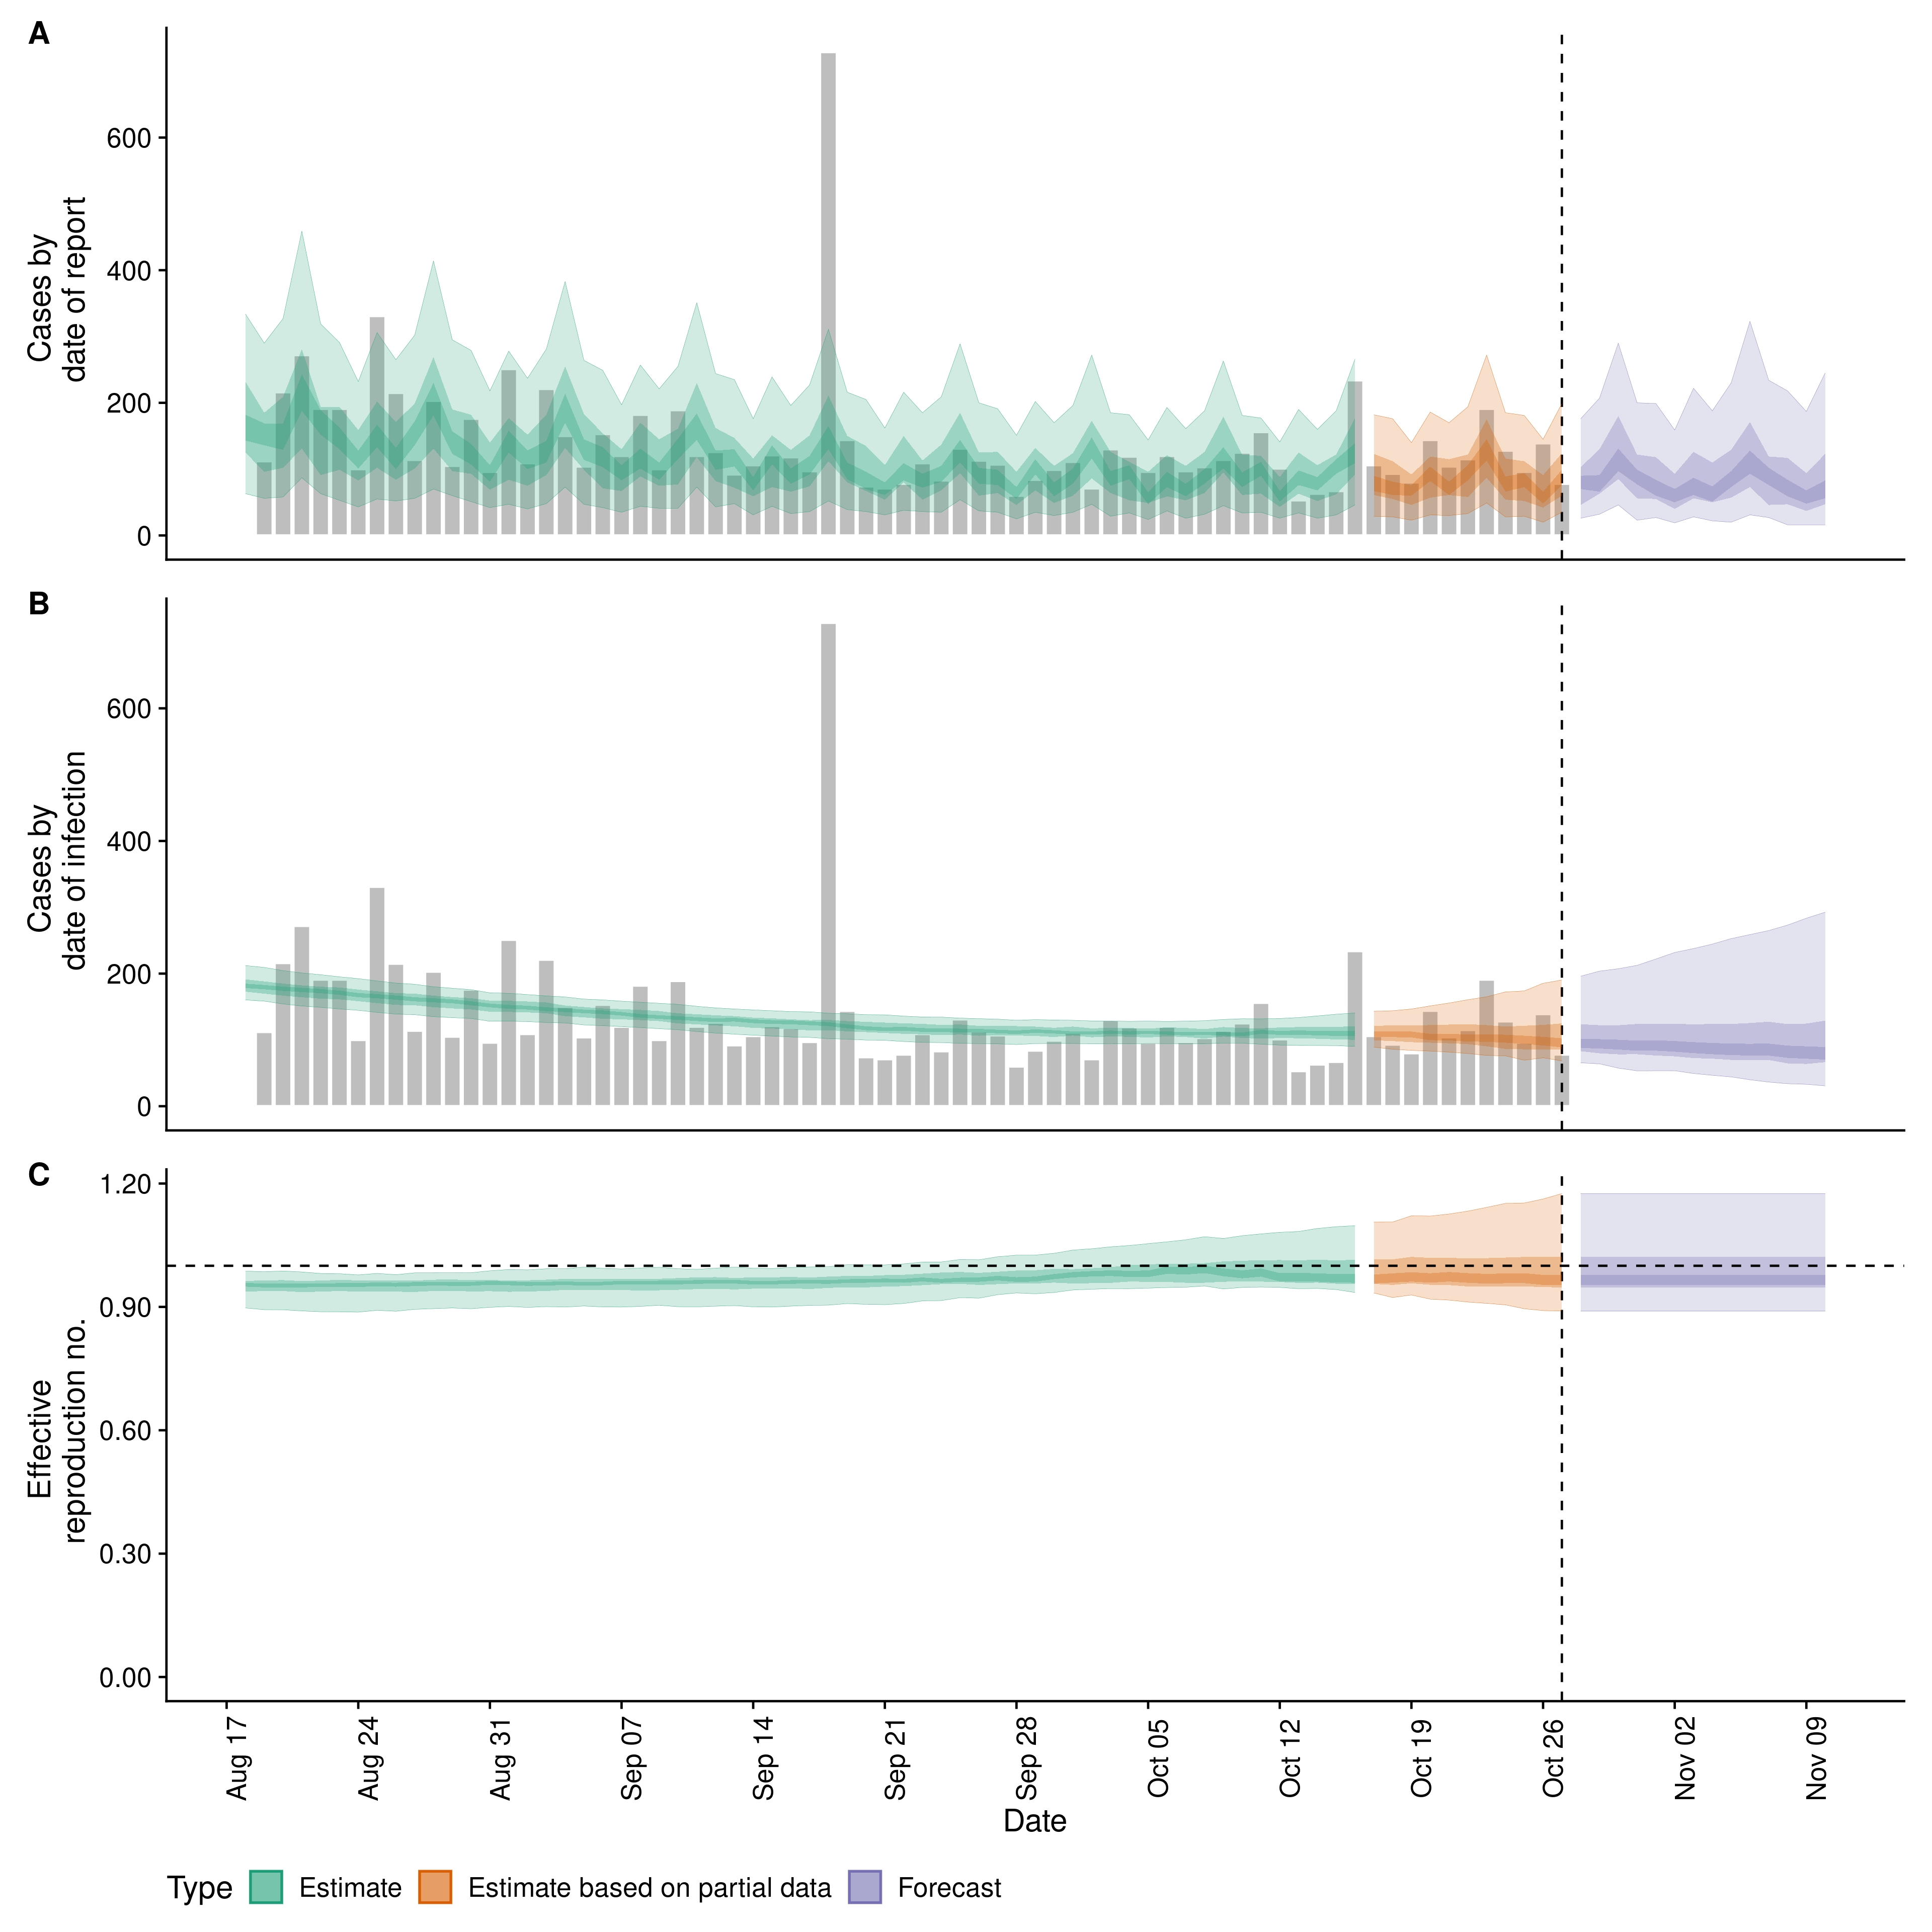 A
600
400
200
0
Cases by
date of report
B
600
400
200
0
Cases by
date of infection
C
1.20
0.90
0.60
0.30
0.00
Effective
reproduction no.
Aug 17
Aug 24
Aug 31
Sep 07
Sep 14
Sep 21
Sep 28
Oct 05
Oct 12
Oct 19
Oct 26
Nov 02
Nov 09
Date
Type Estimate Estimate based on partial data Forecast